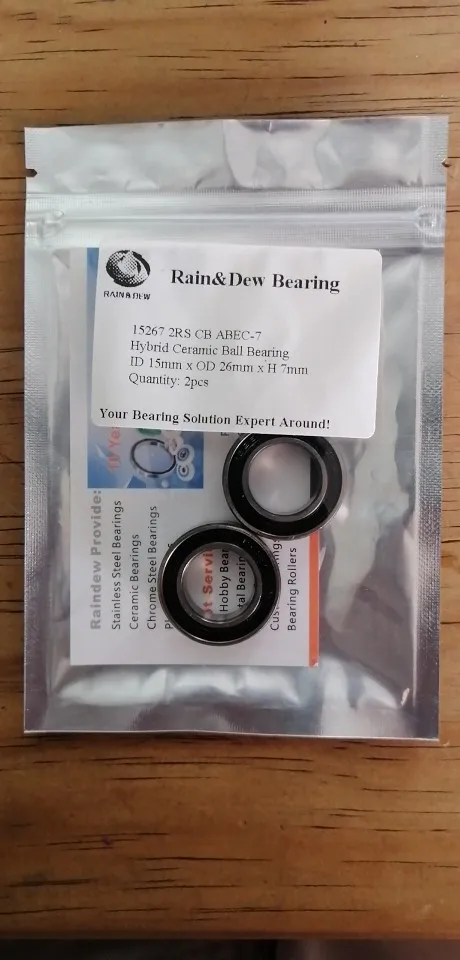 RAIN & DEW
Rain&Dew Bearing
15267 2RS CB ABEC-7
Hybrid Ceramic Ball Bearing
ID 15mm x OD 26mm x H 7mm
Quantity: 2pcs
Your Bearing Solution Expert Around!
Raindew Provide:
Stainless Steel Bearings
Ceramic Bearings
Chrome Steel Bearings
Hobby Bear
Bearing Rollers